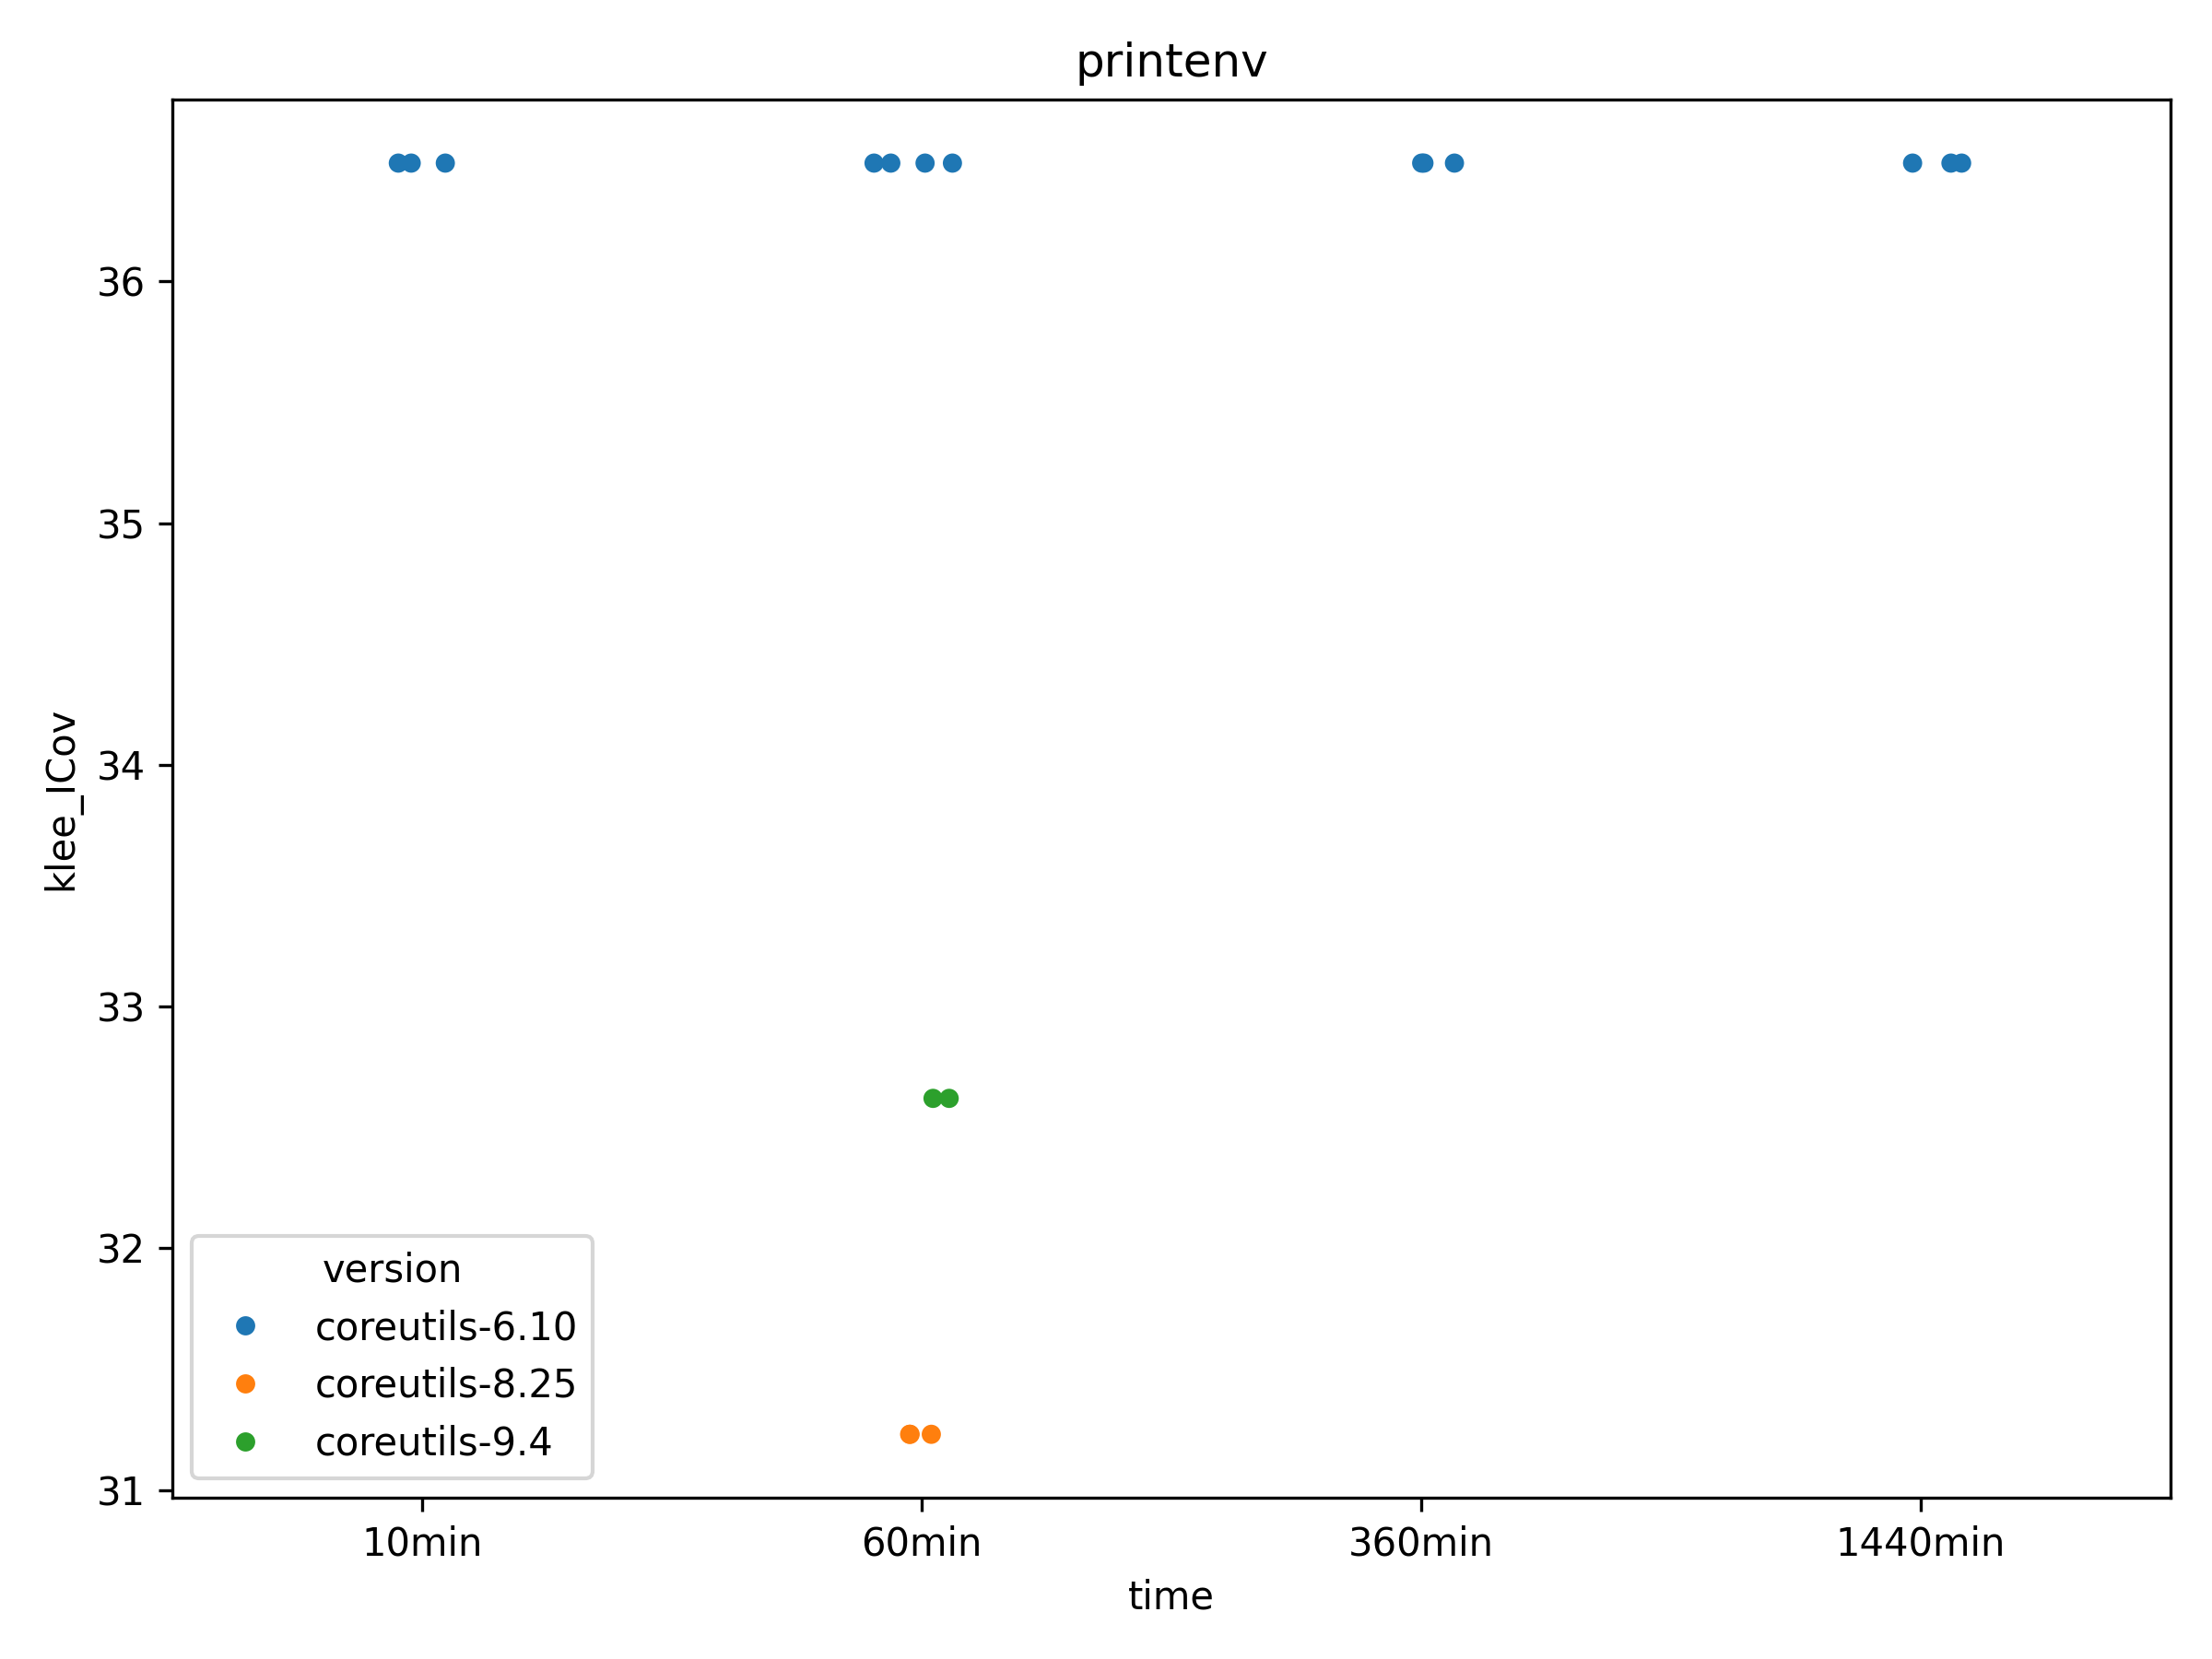 printenv
36
35
34
33
32
31
klee_ICov
version
coreutils-6.10
coreutils-8.25
coreutils-9.4
10min
60min
360min
1440min
time